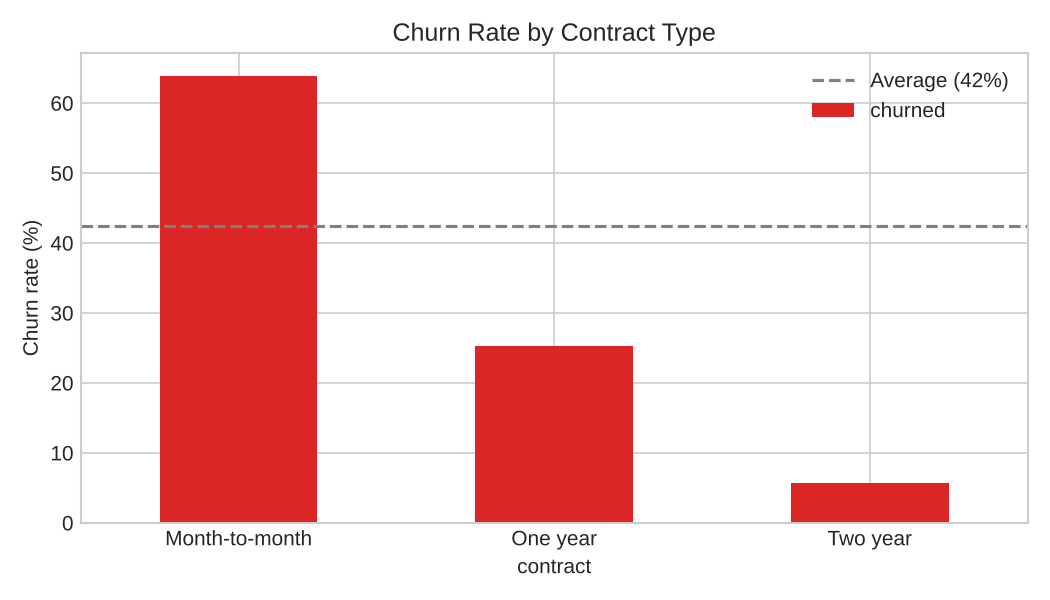 Churn Rate by Contract Type
Average (42%)
churned
Churn rate (%)
60
50
40
30
20
10
0
Month-to-month
One year
Two year
contract